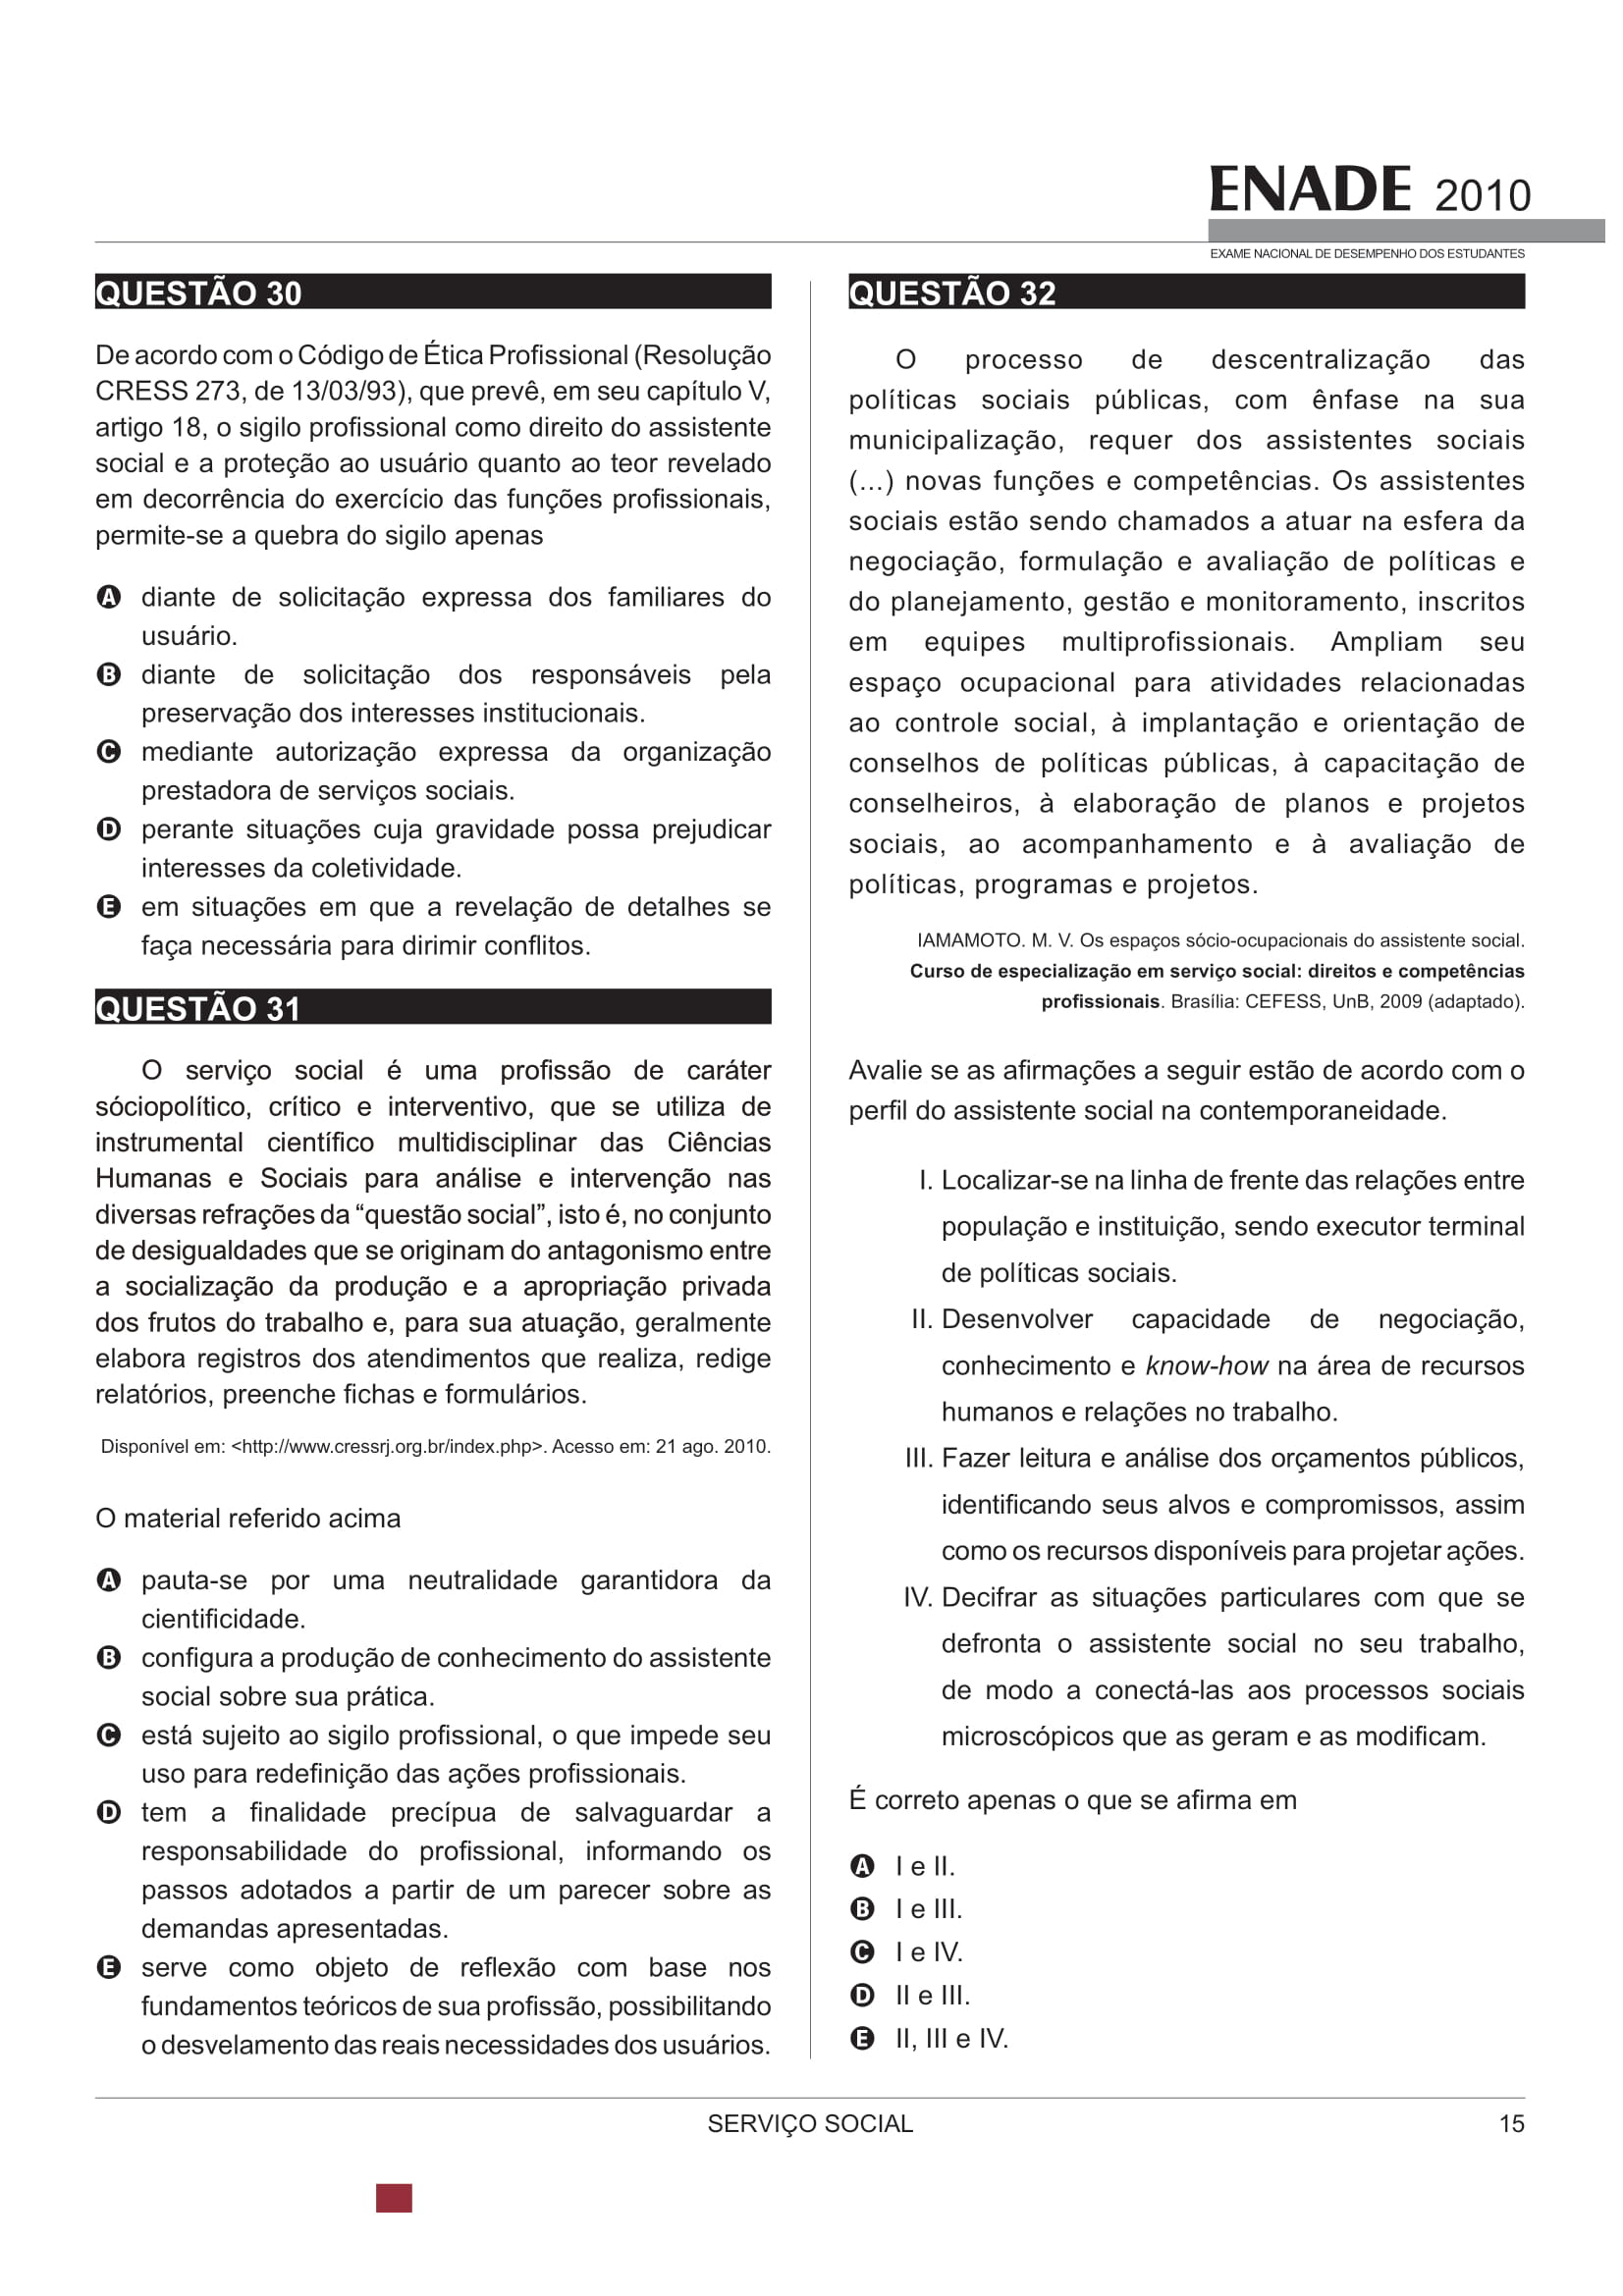 ENADE 2010
EXAME NACIONAL DE DESEMPENHO DOS ESTUDANTES
QUESTÃO 30
De acordo com o Código de Ética Profissional (Resolução
CRESS 273, de 13/03/93), que prevê, em seu capítulo V,
artigo 18, o sigilo profissional como direito do assistente
social e a proteção ao usuário quanto ao teor revelado
em decorrência do exercício das funções profissionais,
permite-se a quebra do sigilo apenas
A diante de solicitação expressa dos familiares do
usuário.
B diante de solicitação dos responsáveis pela
preservação dos interesses institucionais.
C mediante autorização expressa da organização
prestadora de serviços sociais.
D perante situações cuja gravidade possa prejudicar
interesses da coletividade.
E em situações em que a revelação de detalhes se
faça necessária para dirimir conflitos.
QUESTÃO 31
O serviço social é uma profissão de caráter
sóciopolítico, crítico e interventivo, que se utiliza de
instrumental científico multidisciplinar das Ciências
Humanas e Sociais para análise e intervenção nas
diversas refrações da “questão social”, isto é, no conjunto
de desigualdades que se originam do antagonismo entre
a socialização da produção e a apropriação privada
dos frutos do trabalho e, para sua atuação, geralmente
elabora registros dos atendimentos que realiza, redige
relatórios, preenche fichas e formulários.
Disponível em: <http://www.cressrj.org.br/index.php>. Acesso em: 21 ago. 2010.
O material referido acima
A pauta-se por uma neutralidade garantidora da
cientificidade.
B configura a produção de conhecimento do assistente
social sobre sua prática.
C está sujeito ao sigilo profissional, o que impede seu
uso para redefinição das ações profissionais.
D tem a finalidade precípua de salvaguardar a
responsabilidade do profissional, informando os
passos adotados a partir de um parecer sobre as
demandas apresentadas.
E serve como objeto de reflexão com base nos
fundamentos teóricos de sua profissão, possibilitando
o desvelamento das reais necessidades dos usuários.
QUESTÃO 32
O processo de descentralização das
políticas sociais públicas, com ênfase na sua
municipalização, requer dos assistentes sociais
(...) novas funções e competências. Os assistentes
sociais estão sendo chamados a atuar na esfera da
negociação, formulação e avaliação de políticas e
do planejamento, gestão e monitoramento, inscritos
em equipes multiprofissionais. Ampliam seu
espaço ocupacional para atividades relacionadas
ao controle social, à implantação e orientação de
conselhos de políticas públicas, à capacitação de
conselheiros, à elaboração de planos e projetos
sociais, ao acompanhamento e à avaliação de
políticas, programas e projetos.
IAMAMOTO. M. V. Os espaços sócio-ocupacionais do assistente social.
Curso de especialização em serviço social: direitos e competências
profissionais. Brasília: CEFESS, UnB, 2009 (adaptado).
Avalie se as afirmações a seguir estão de acordo com o
perfil do assistente social na contemporaneidade.
I. Localizar-se na linha de frente das relações entre
população e instituição, sendo executor terminal
de políticas sociais.
II. Desenvolver capacidade de negociação,
conhecimento e know-how na área de recursos
humanos e relações no trabalho.
III. Fazer leitura e análise dos orçamentos públicos,
identificando seus alvos e compromissos, assim
como os recursos disponíveis para projetar ações.
IV. Decifrar as situações particulares com que se
defronta o assistente social no seu trabalho,
de modo a conectá-las aos processos sociais
microscópicos que as geram e as modificam.
É correto apenas o que se afirma em
A I e II.
B I e III.
C I e IV.
D II e III.
E II, III e IV.
SERVIÇO SOCIAL
15